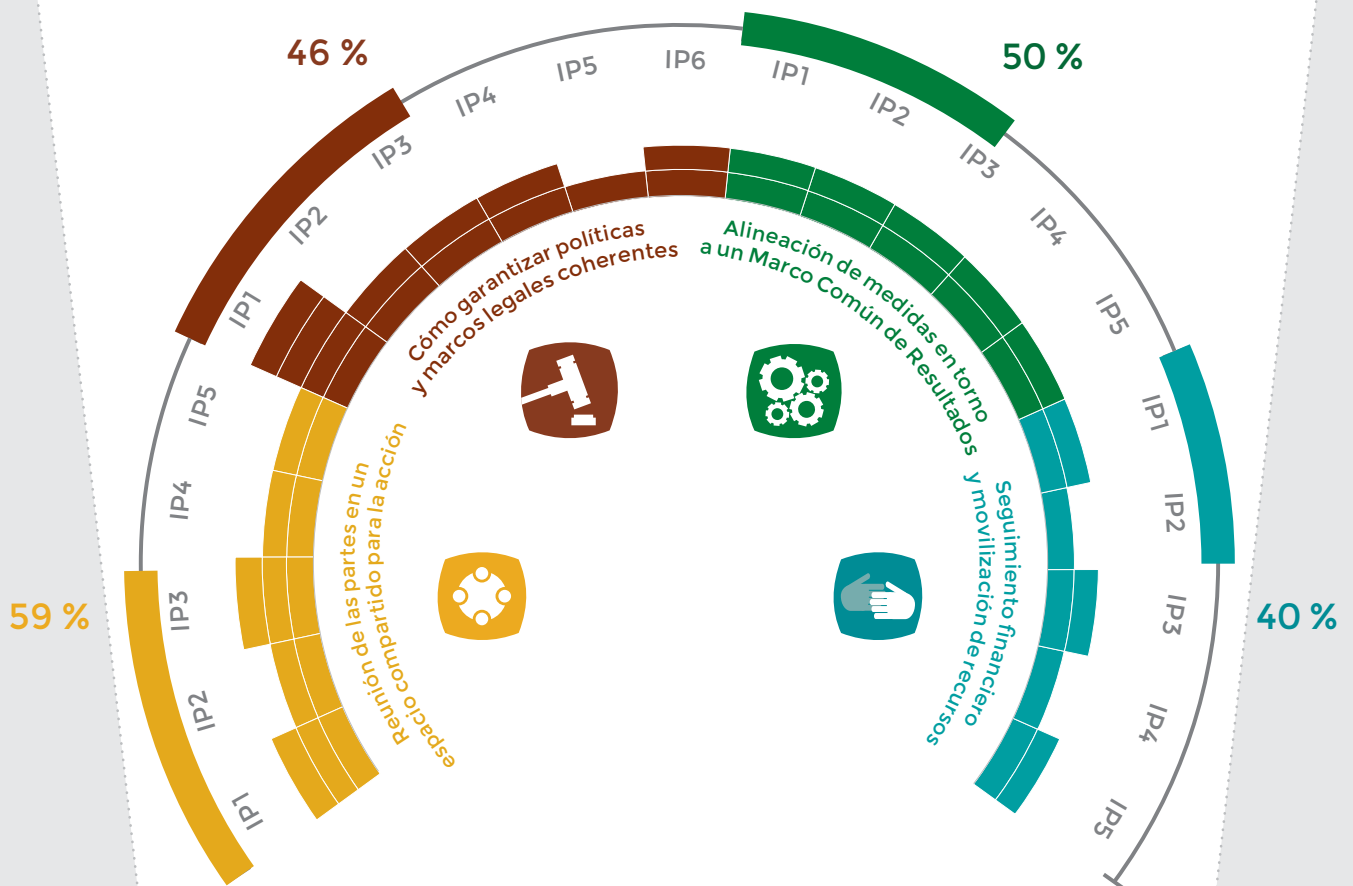 46 %
50 %
59 %
40 %
IP1
IP2
IP3
IP4
IP5
IP1
IP2
IP3
IP4
IP5
IP6
IP1
IP2
IP3
IP4
IP5
IP1
IP2
IP3
IP4
IP5
Reunión de las partes en un
espacio compartido para la acción
Cómo garantizar políticas
y marcos legales coherentes
Alineación de medidas en torno
a un Marco Común de Resultados
Seguimiento financiero
y movilización de recursos